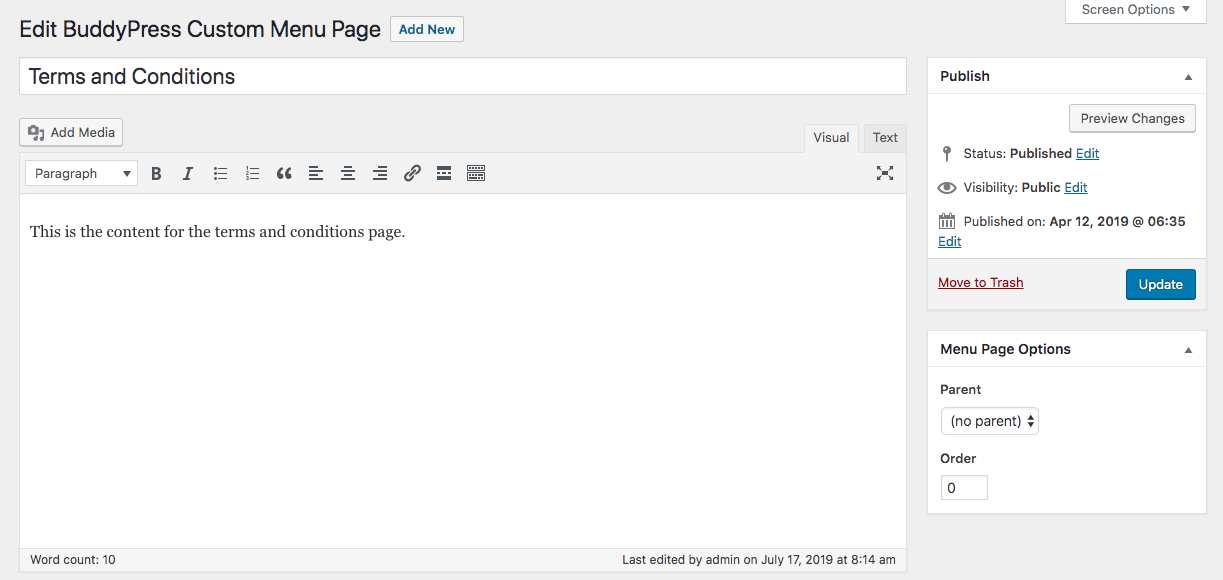 Screen Options
Edit BuddyPress Custom Menu Page
Add New
Terms and Conditions
Add Media
Visual
Text
Paragraph
B
I
This is the content for the terms and conditions page.
Word count: 10
Last edited by admin on July 17, 2019 at 8:14 am
Publish
Preview Changes
Status: Published Edit
Visibility: Public Edit
Published on: Apr 12, 2019 @ 06:35
Edit
Move to Trash
Update
Menu Page Options
Parent
(no parent)
Order
0